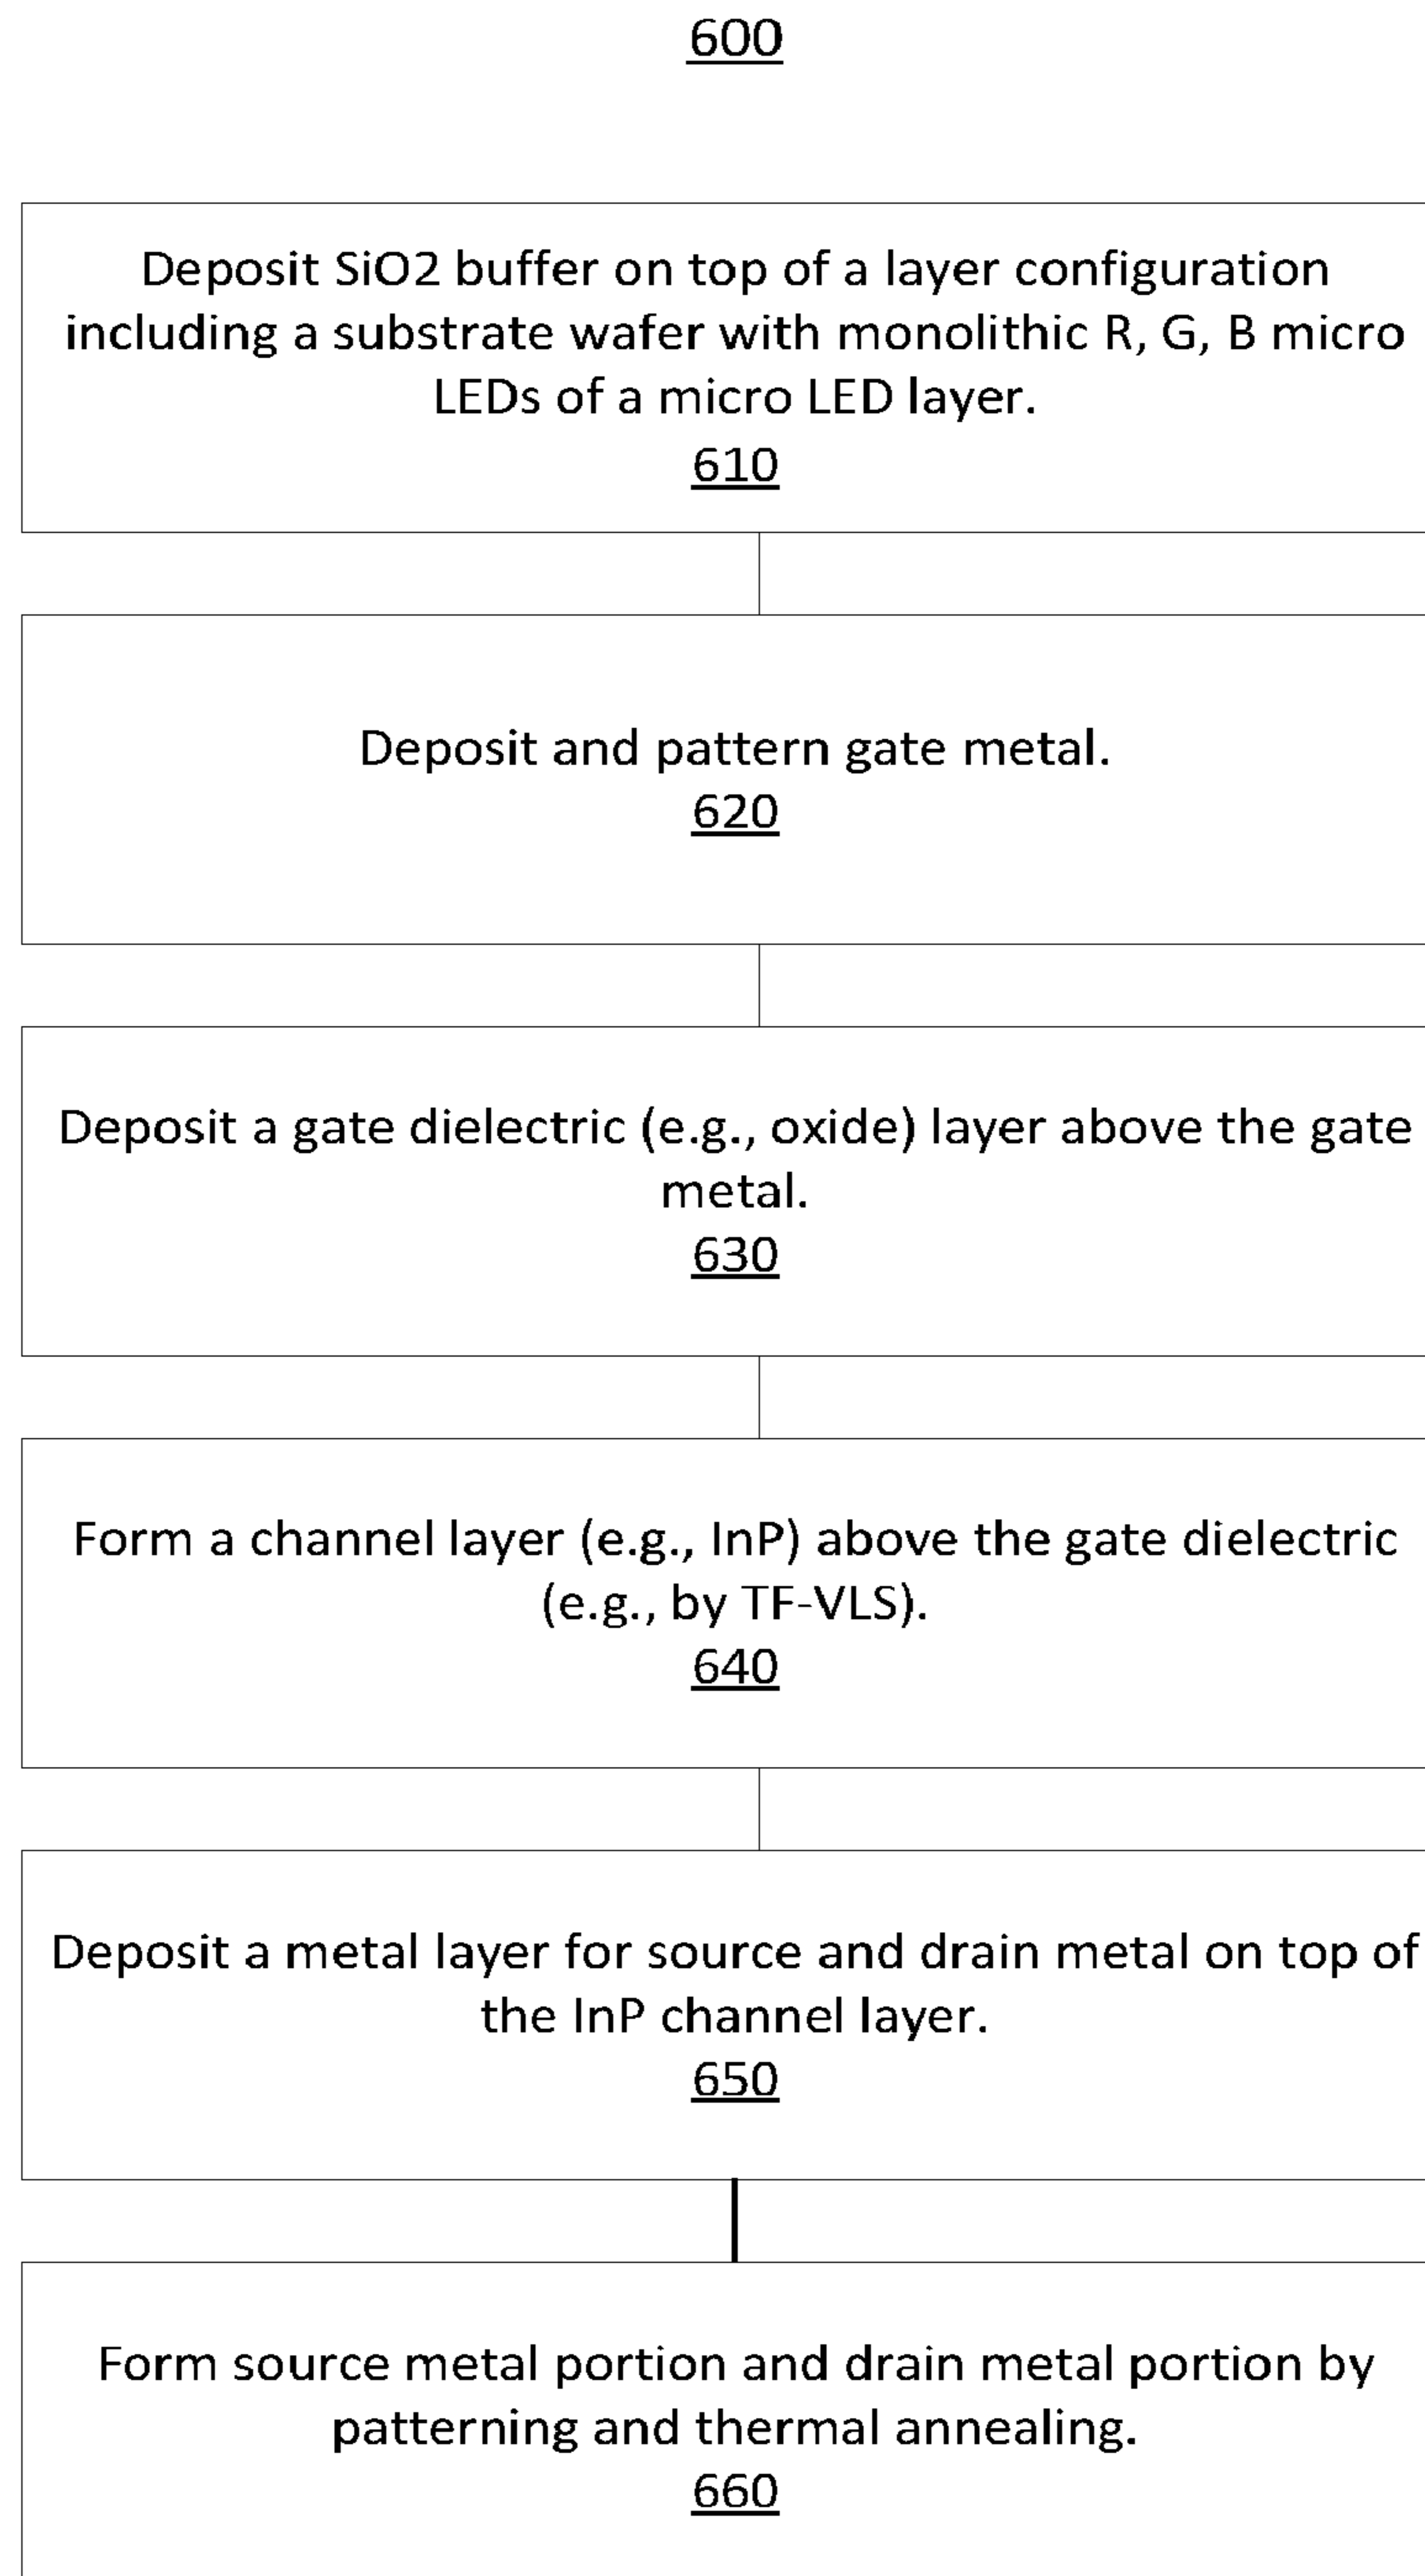 600
Deposit SiO2 buffer on top of a layer configuration
including a substrate wafer with monolithic R, G, B micro
LEDs of a micro LED layer.
610
Deposit and pattern gate metal.
620
Deposit a gate dielectric (e.g., oxide) layer above the gate
metal.
630
Form a channel layer (e.g., InP) above the gate dielectric
(e.g., by TF-VLS).
640
Deposit a metal layer for source and drain metal on top of
the InP channel layer.
650
Form source metal portion and drain metal portion by
patterning and thermal annealing.
660